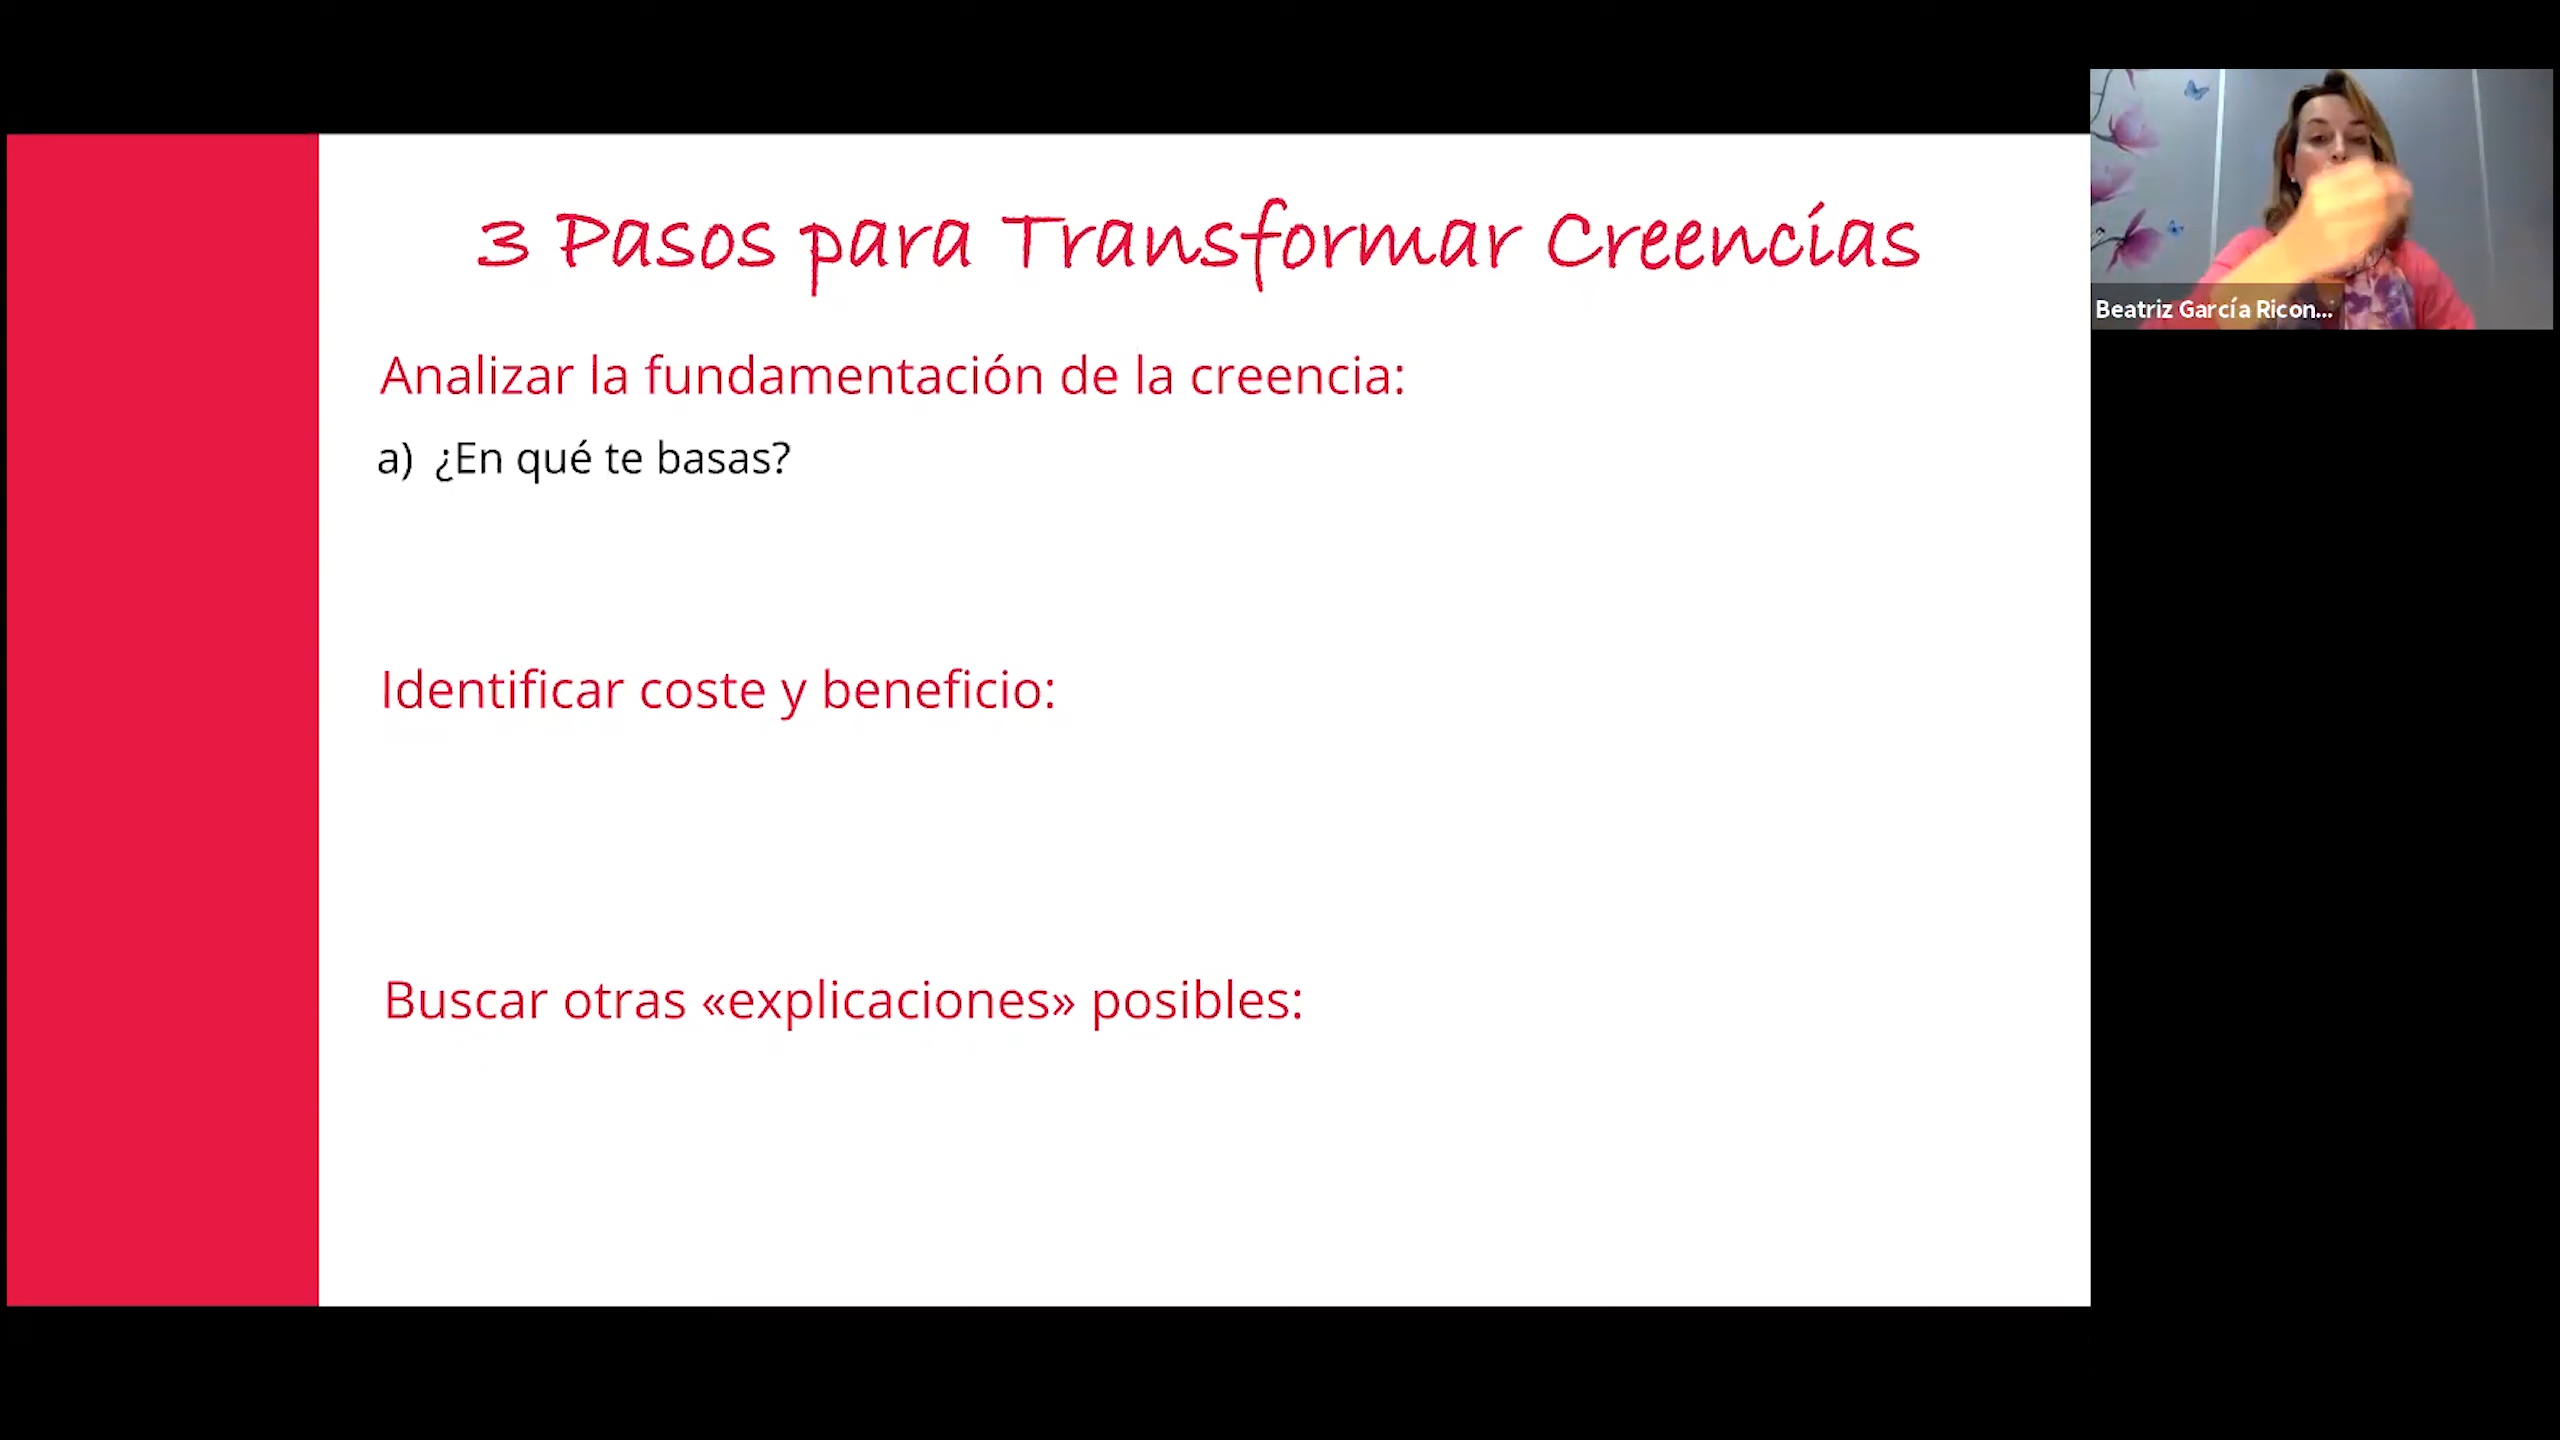 3 Pasos para Transformar Creencias
Analizar la fundamentación de la creencia:
a) ¿En qué te basas?
Identificar coste y beneficio:
Buscar otras «explicaciones» posibles:
Beatriz García Ricon...